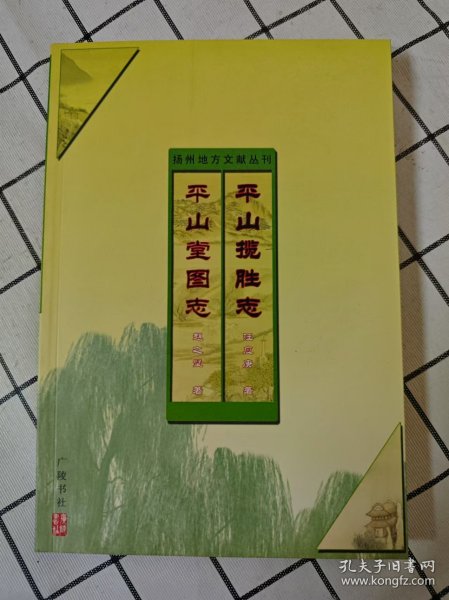 扬州地方文献丛刊
平山揽胜志
汪应庚 著
平山堂图志
赵之壁 著
广陵书社
孔夫子旧书网
www.kongfz.com